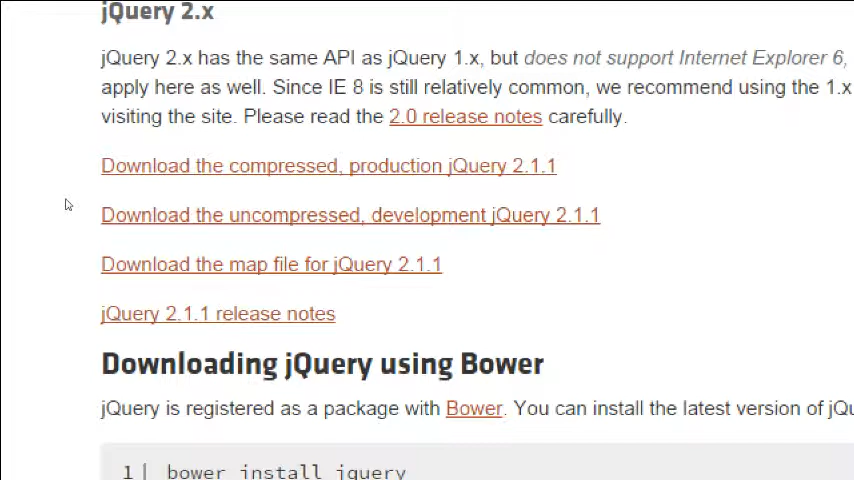 jQuery 2.x
jQuery 2.x has the same API as jQuery 1.x, but does not support Internet Explorer 6,
apply here as well. Since IE 8 is still relatively common, we recommend using the 1.x
visiting the site. Please read the 2.0 release notes carefully.
Download the compressed, production jQuery 2.1.1
Download the uncompressed, development jQuery 2.1.1
Download the map file for jQuery 2.1.1
jQuery 2.1.1 release notes
Downloading jQuery using Bower
jQuery is registered as a package with Bower. You can install the latest version of jQu
1| bower install jquery